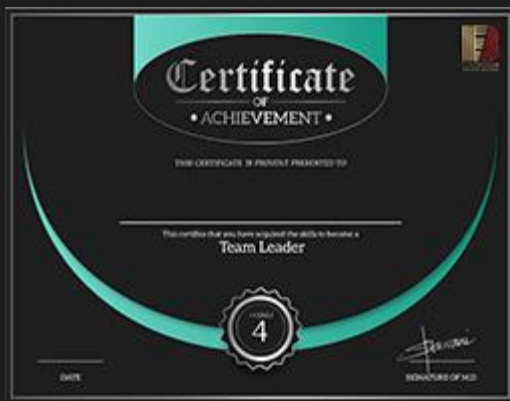 Certificate
OF
• ACHIEVEMENT •
THIS CERTIFICATE IS PROUDLY PRESENTED TO
This certifies that you have acquired the skills to become a
Team Leader
4
DATE
SIGNATURE OF M.D